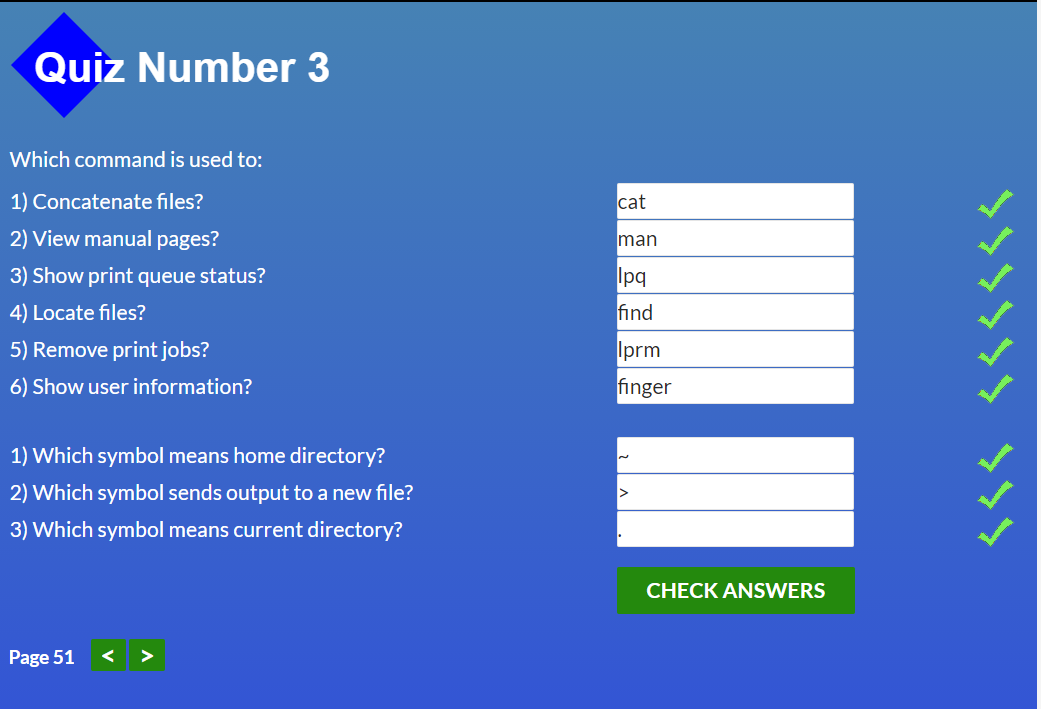 Quiz Number 3
Which command is used to:
1) Concatenate files? cat
2) View manual pages? man
3) Show print queue status? lpq
4) Locate files? find
5) Remove print jobs? lprm
6) Show user information? finger
1) Which symbol means home directory? ~
2) Which symbol sends output to a new file? >
3) Which symbol means current directory? .
CHECK ANSWERS
Page 51 < >